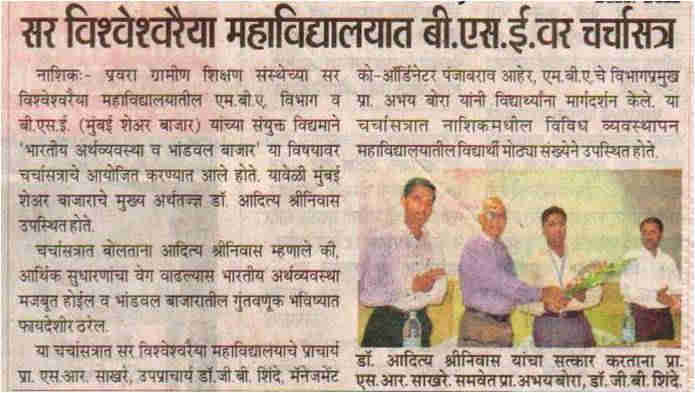 सर विश्वेश्वरैया महाविद्यालयात बी.एस.ई.वर चर्चासत्र
नाशिकः- प्रवरा ग्रामीण शिक्षण संस्थेच्या सर
विश्वेश्वरैया महाविद्यालयातील एम.बी.ए. विभाग व
बी.एस.ई. (मुंबई शेअर बाजार) यांच्या संयुक्त विद्यमाने
'भारतीय अर्थव्यवस्था व भांडवल बाजार' या विषयावर
चर्चासत्राचे आयोजित करण्यात आले होते. यावेळी मुंबई
शेअर बाजाराचे मुख्य अर्थतज्ज्ञ डॉ. आदित्य श्रीनिवास
उपस्थित होते.
चर्चासत्रात बोलताना आदित्य श्रीनिवास म्हणाले की,
आर्थिक सुधारणांचा वेग वाढल्यास भारतीय अर्थव्यवस्था
मजबूत होईल व भांडवल बाजारातील गुंतवणूक भविष्यात
फायदेशीर ठरेल.
या चर्चासत्रात सर विश्वेश्वरैया महाविद्यालयाचे प्राचार्य
प्रा. एस.आर. साखरे, उपप्राचार्य डॉ.जी.बी. शिंदे, मॅनेजमेंट
को-ऑर्डिनेटर पंजाबराव आहेर, एम.बी.ए.चे विभागप्रमुख
प्रा. अभय बोरा यांनी विद्यार्थ्यांना मार्गदर्शन केले. या
चर्चासत्रात नाशिकमधील विविध व्यवस्थापन
महाविद्यालयातील विद्यार्थी मोठ्या संख्येने उपस्थित होते.
डॉ. आदित्य श्रीनिवास यांचा सत्कार करताना प्रा.
एस.आर. साखरे. समवेत प्रा.अभय बोरा, डॉ.जी.बी. शिंदे.